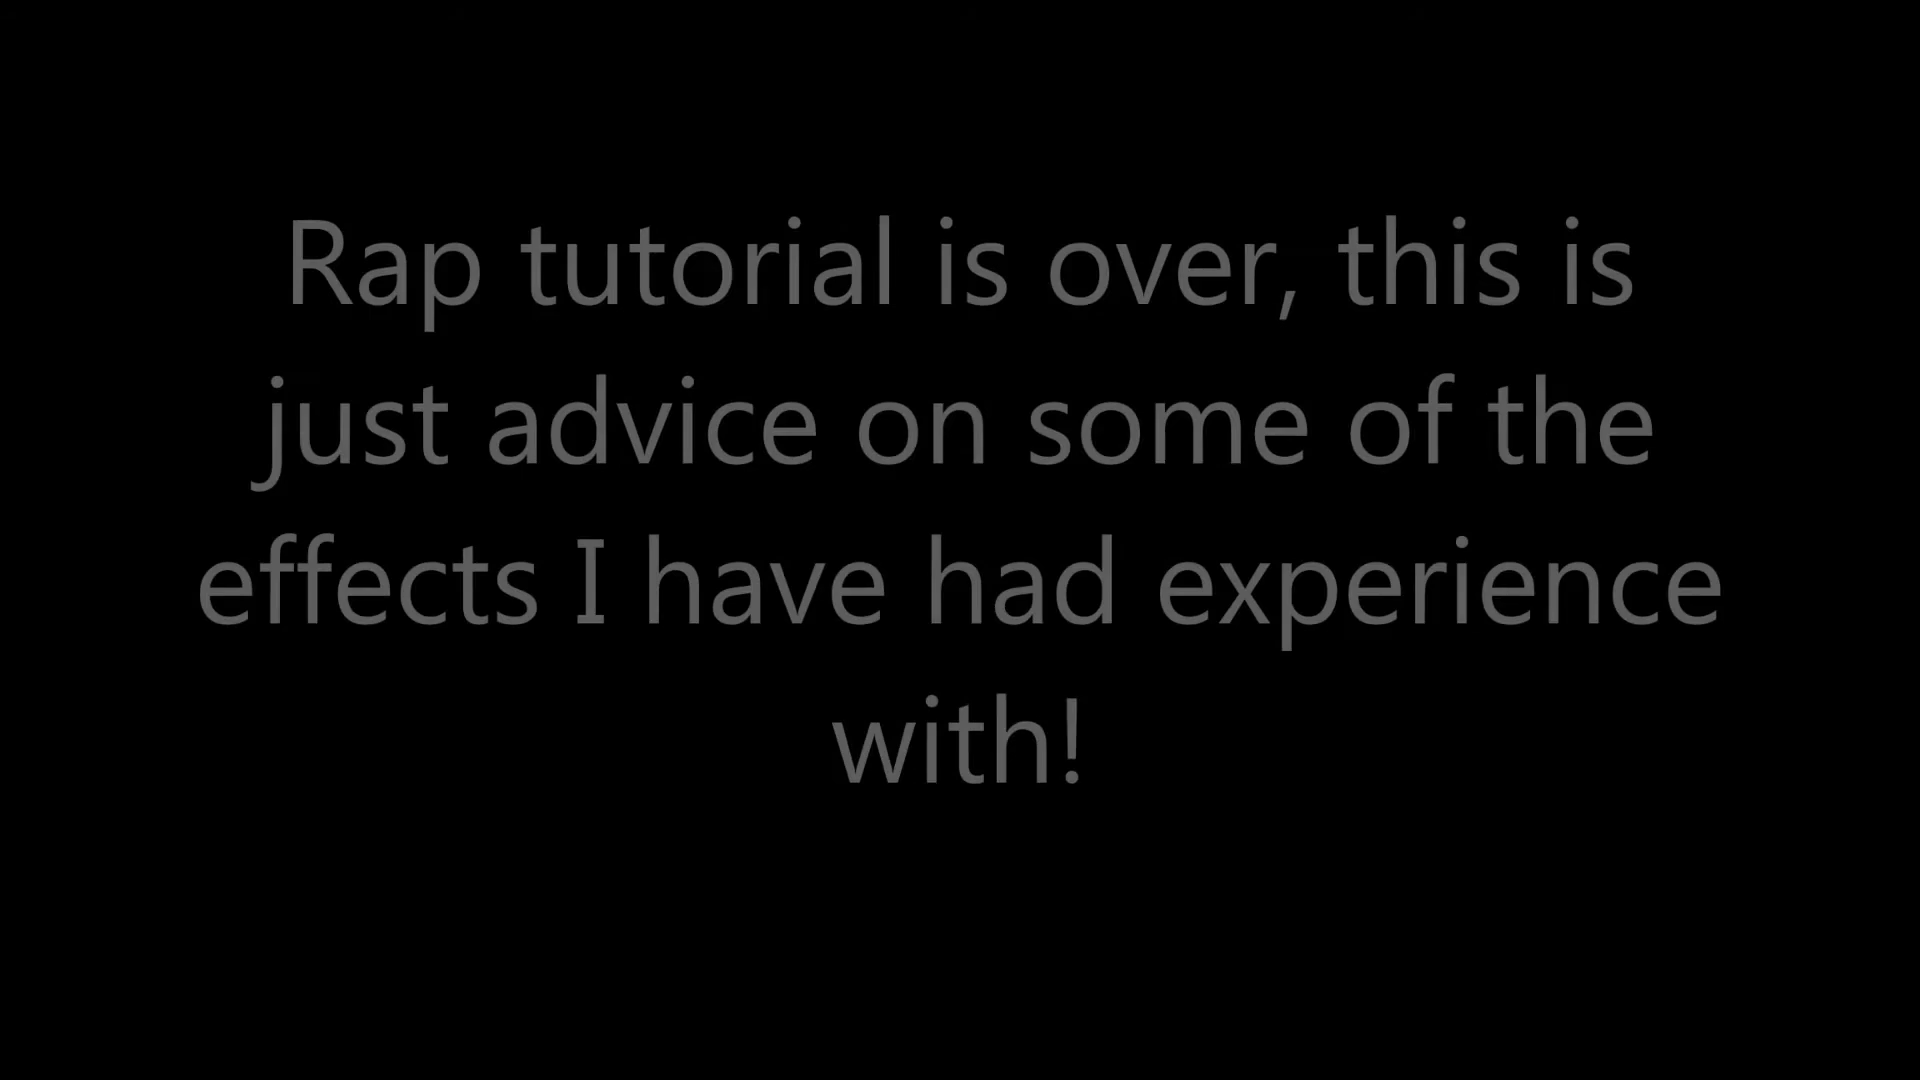 Rap tutorial is over, this is
just advice on some of the
effects I have had experience
with!